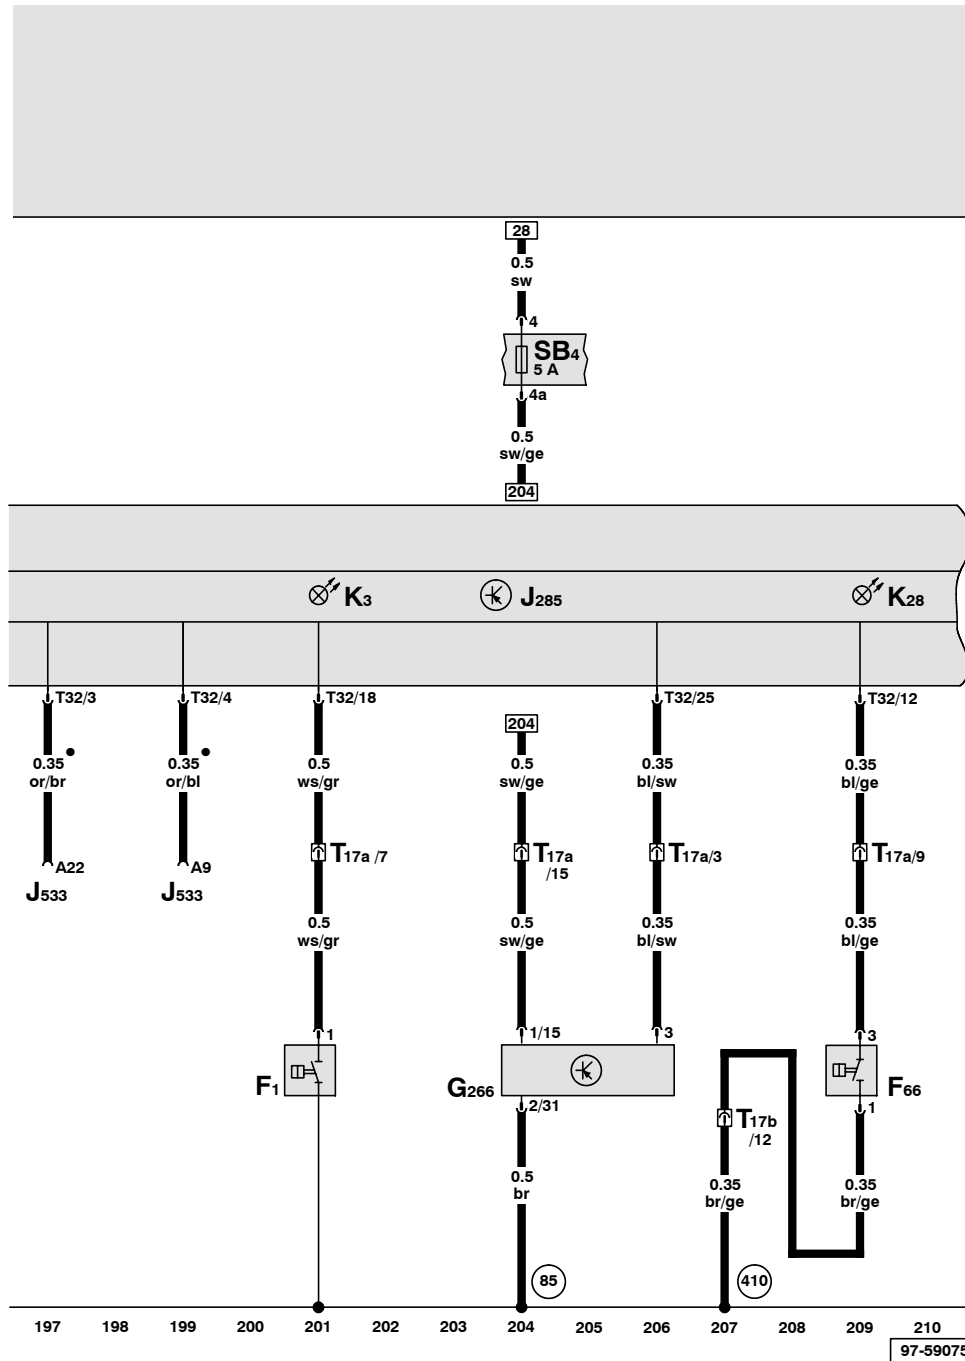 28
0.5
sw
4
SB4
5 A
4a
0.5
sw/ge
204
K3
J285
K28
T32/3
T32/4
T32/18
T32/25
T32/12
204
0.35
or/br
0.35
or/bl
0.5
ws/gr
0.5
sw/ge
0.35
bl/sw
0.35
bl/ge
A22
J533
A9
J533
T17a /7
T17a
/15
T17a/3
T17a/9
0.5
ws/gr
0.5
sw/ge
0.35
bl/sw
0.35
bl/ge
1
1/15
3
3
F1
G266
F66
2/31
1
T17b
/12
0.5
br
0.35
br/ge
0.35
br/ge
85
410
197 198 199 200 201 202 203 204 205 206 207 208 209 210
97-59075